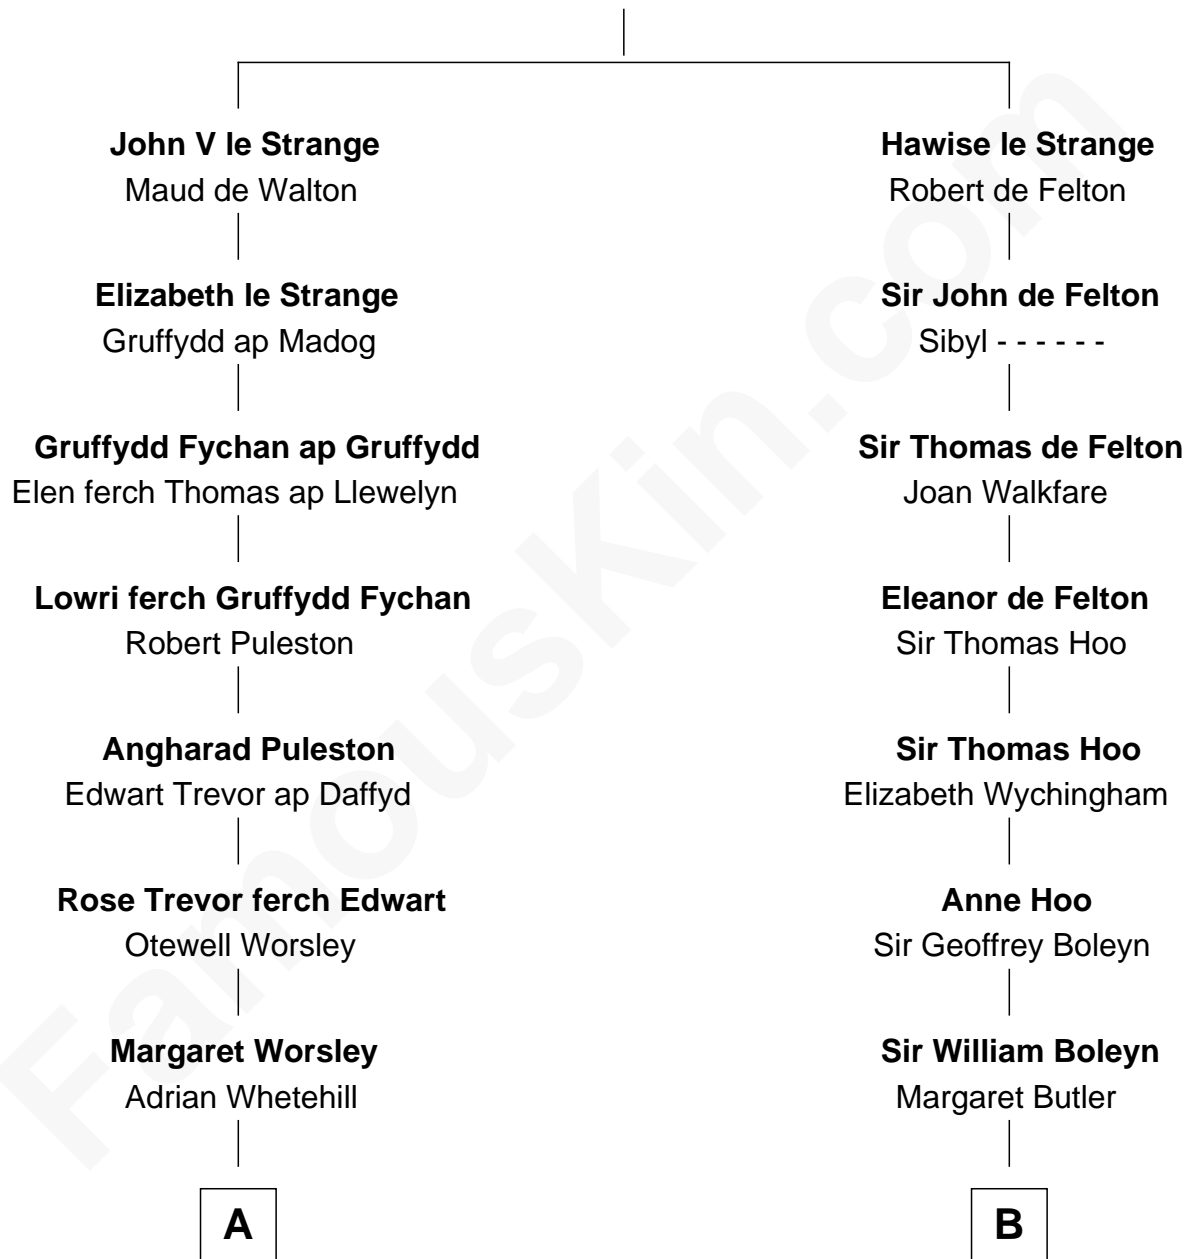 John V le Strange
Maud de Walton
Elizabeth le Strange
Gruffydd ap Madog
Gruffydd Fychan ap Gruffydd
Elen ferch Thomas ap Llewelyn
Lowri ferch Gruffydd Fychan
Robert Puleston
Angharad Puleston
Edwart Trevor ap Daffyd
Rose Trevor ferch Edwart
Otewell Worsley
Margaret Worsley
Adrian Whetehill
A
Hawise le Strange
Robert de Felton
Sir John de Felton
Sibyl - - - - - -
Sir Thomas de Felton
Joan Walkfare
Eleanor de Felton
Sir Thomas Hoo
Sir Thomas Hoo
Elizabeth Wychingham
Anne Hoo
Sir Geoffrey Boleyn
Sir William Boleyn
Margaret Butler
B
FamousKin.com